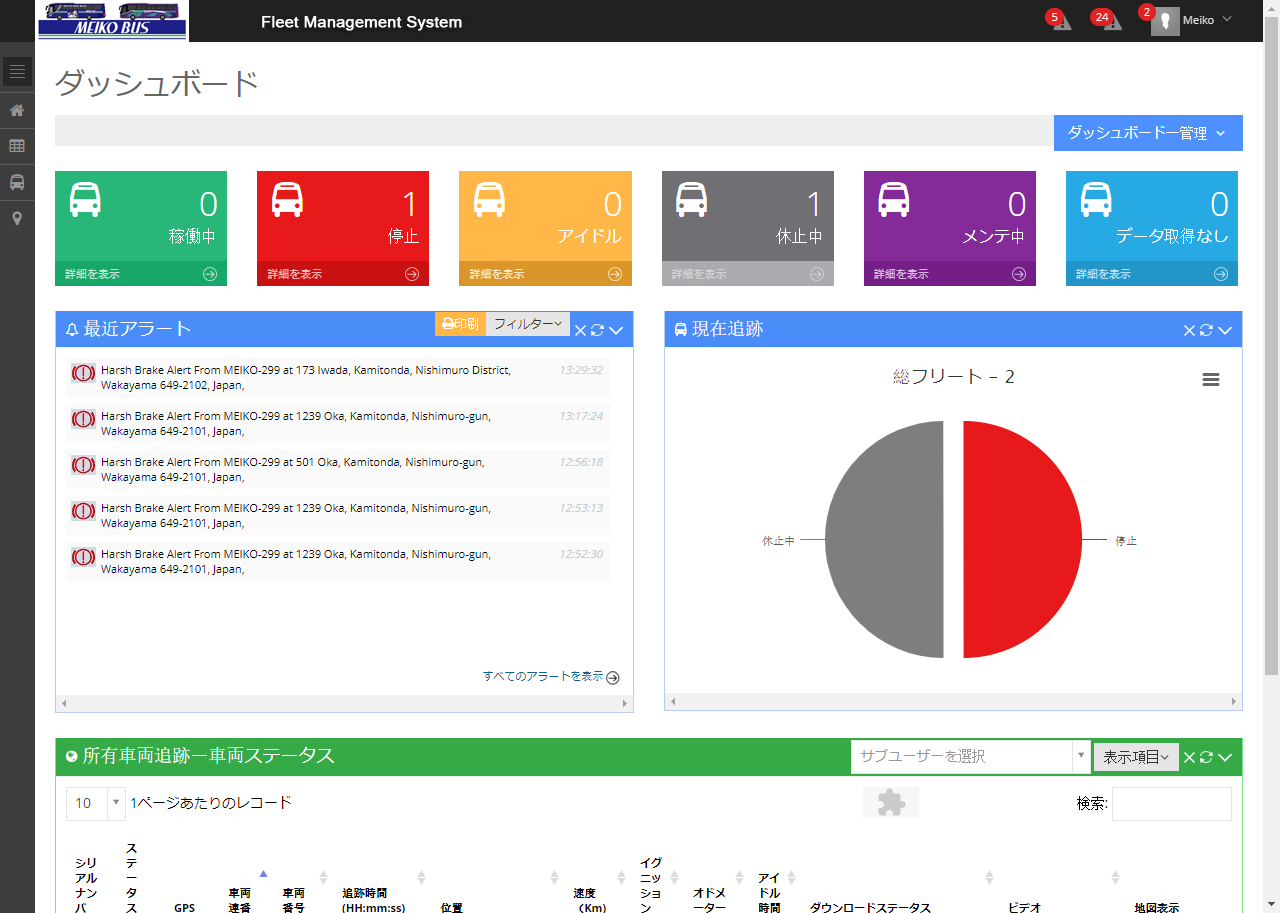 MEIKO BUS
Fleet Management System
5
24
2
Meiko
ダッシュボード
ダッシュボードー管理
0
稼働中
詳細を表示
1
停止
詳細を表示
0
アイドル
詳細を表示
1
休止中
詳細を表示
0
メンテ中
詳細を表示
0
データ取得なし
詳細を表示
最近アラート
印刷
フィルター
Harsh Brake Alert From MEIKO-299 at 173 Iwada, Kamitonda, Nishimuro District,
Wakayama 649-2102, Japan,
13:29:32
Harsh Brake Alert From MEIKO-299 at 1239 Oka, Kamitonda, Nishimuro-gun,
Wakayama 649-2101, Japan,
13:17:24
Harsh Brake Alert From MEIKO-299 at 501 Oka, Kamitonda, Nishimuro-gun,
Wakayama 649-2101, Japan,
12:56:18
Harsh Brake Alert From MEIKO-299 at 1239 Oka, Kamitonda, Nishimuro-gun,
Wakayama 649-2101, Japan,
12:53:13
Harsh Brake Alert From MEIKO-299 at 1239 Oka, Kamitonda, Nishimuro-gun,
Wakayama 649-2101, Japan,
12:52:30
すべてのアラートを表示
現在追跡
総フリート – 2
休止中
停止
所有車両追跡ー車両ステータス
サブユーザーを選択
表示項目
10
1ページあたりのレコード
検索:
シリ
アル
ナン
バ
ス
テ
ー
タ
ス
GPS
車両
連番
車両
番号
追跡時間
(HH:mm:ss)
位置
速度
（Km）
イグ
ニッ
ショ
ン
オドメ
ーター
アイ
ドル
時間
ダウンロードステータス
ビデオ
地図表示